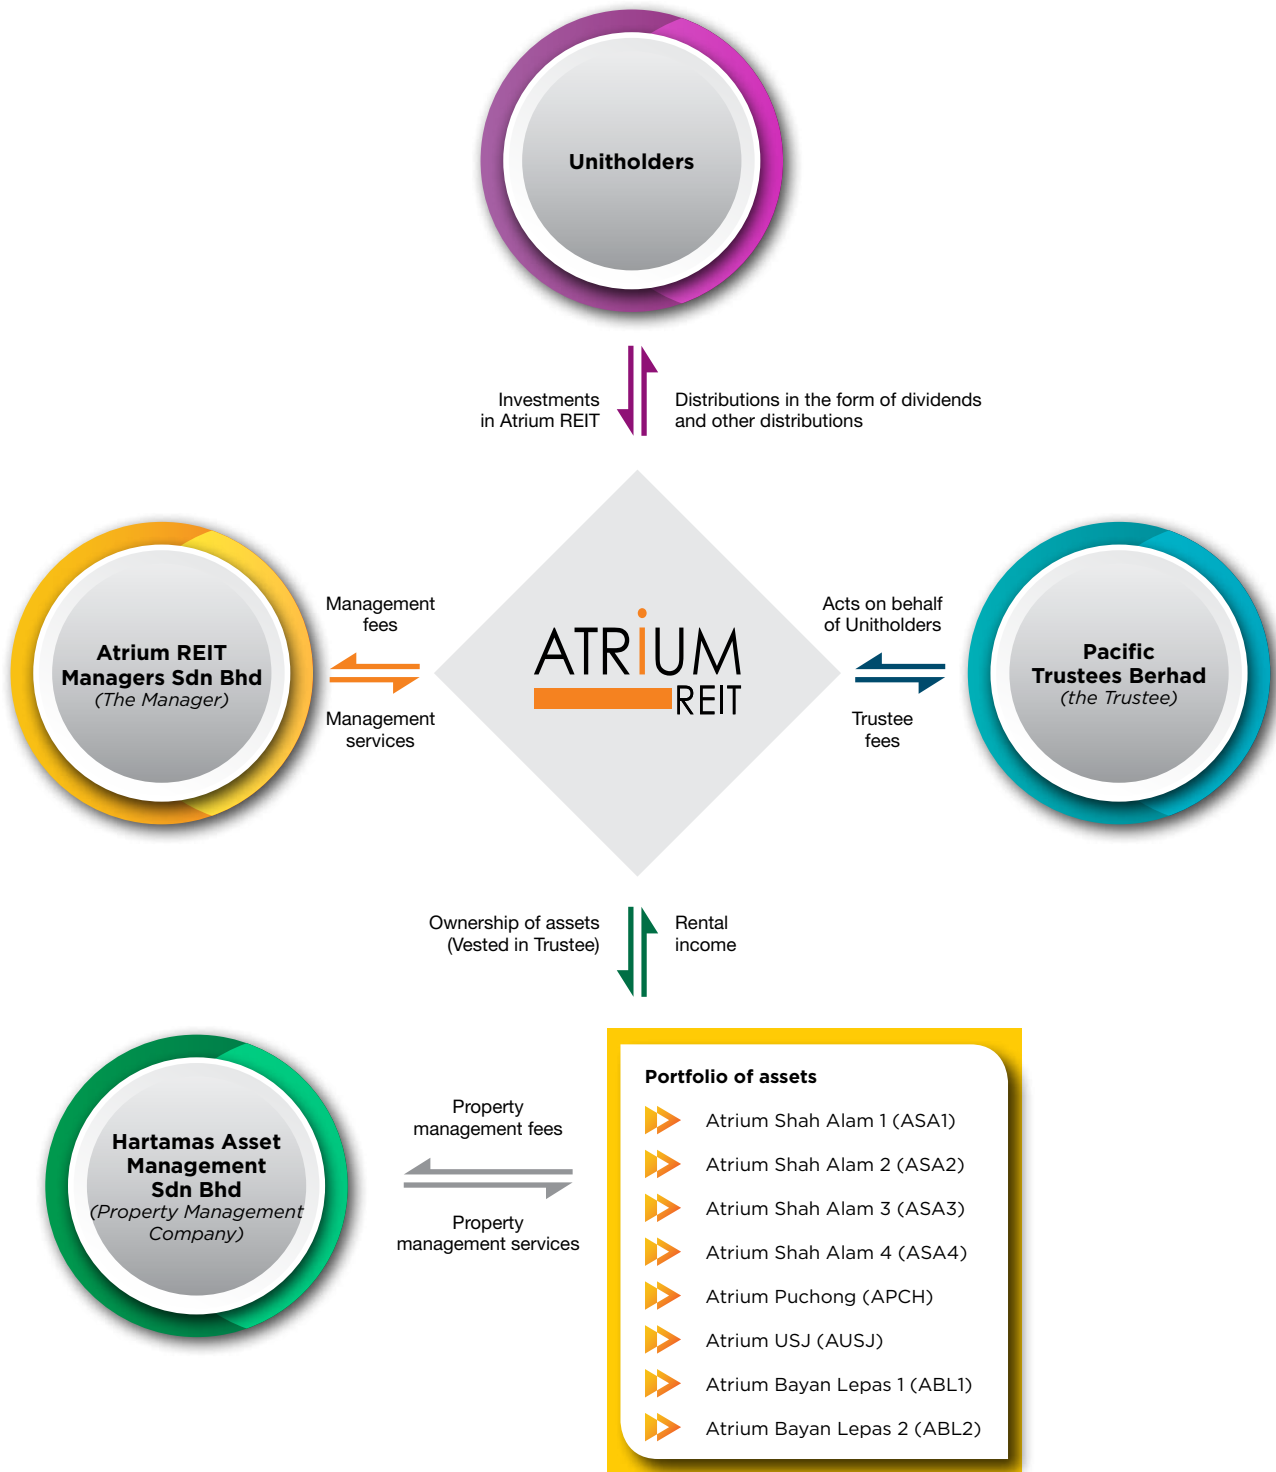 Unitholders
Investments
in Atrium REIT
Distributions in the form of dividends
and other distributions
Atrium REIT
Managers Sdn Bhd
(The Manager)
Management
fees
Management
services
ATRiUM
REIT
Acts on behalf
of Unitholders
Trustee
fees
Pacific
Trustees Berhad
(the Trustee)
Ownership of assets
(Vested in Trustee)
Rental
income
Hartamas Asset
Management
Sdn Bhd
(Property Management
Company)
Property
management fees
Property
management services
Portfolio of assets
Atrium Shah Alam 1 (ASA1)
Atrium Shah Alam 2 (ASA2)
Atrium Shah Alam 3 (ASA3)
Atrium Shah Alam 4 (ASA4)
Atrium Puchong (APCH)
Atrium USJ (AUSJ)
Atrium Bayan Lepas 1 (ABL1)
Atrium Bayan Lepas 2 (ABL2)